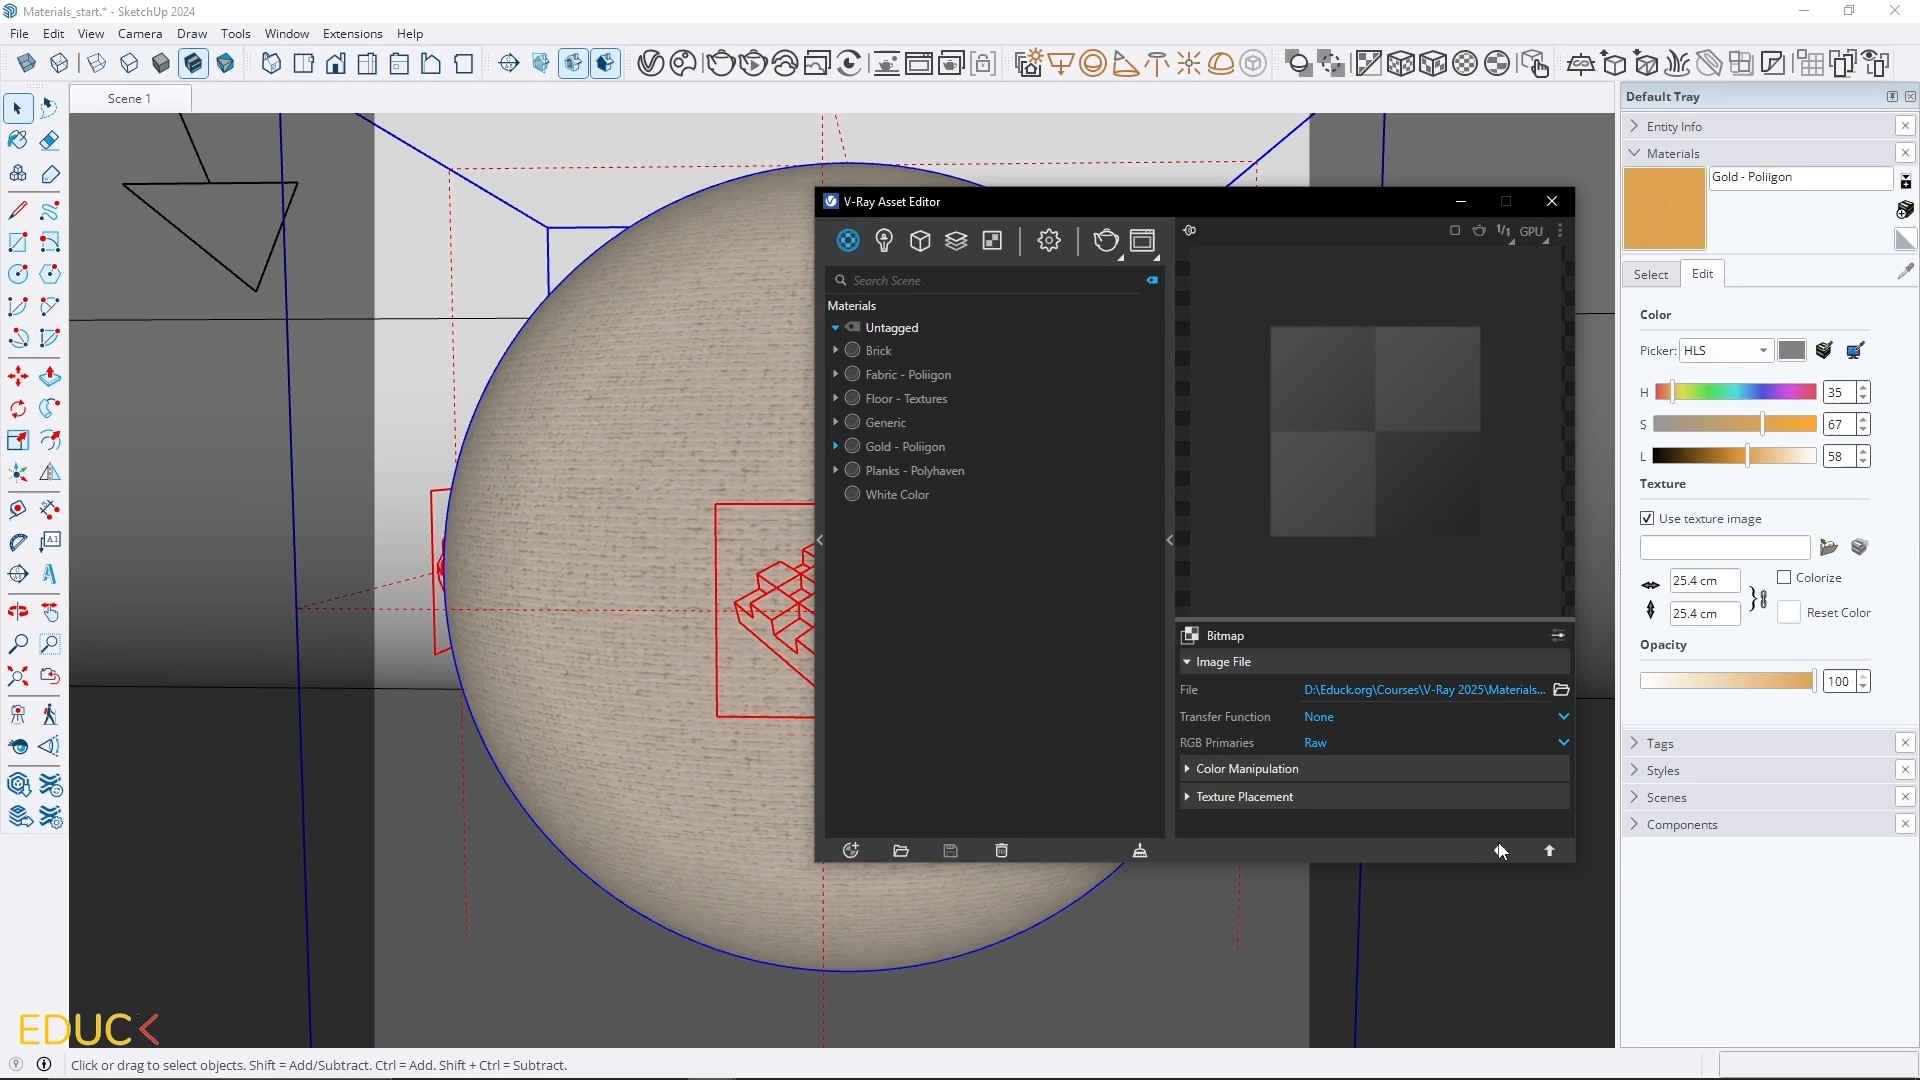 Materials_start.* - SketchUp 2024
File Edit View Camera Draw Tools Window Extensions Help
Scene 1
Default Tray
Entity Info
Materials
Gold - Poliigon
Select Edit
Color
Picker: HLS
H 35
S 67
L 58
Texture
Use texture image
25.4 cm
25.4 cm
Colorize
Reset Color
Opacity
100
Tags
Styles
Scenes
Components
V-Ray Asset Editor
Search Scene
Materials
Untagged
Brick
Fabric - Poliigon
Floor - Textures
Generic
Gold - Poliigon
Planks - Polyhaven
White Color
1/1 GPU
Bitmap
Image File
File D:\Educk.org\Courses\V-Ray 2025\Materials...
Transfer Function None
RGB Primaries Raw
Color Manipulation
Texture Placement
A1
EDUCK
Click or drag to select objects. Shift = Add/Subtract. Ctrl = Add. Shift + Ctrl = Subtract.